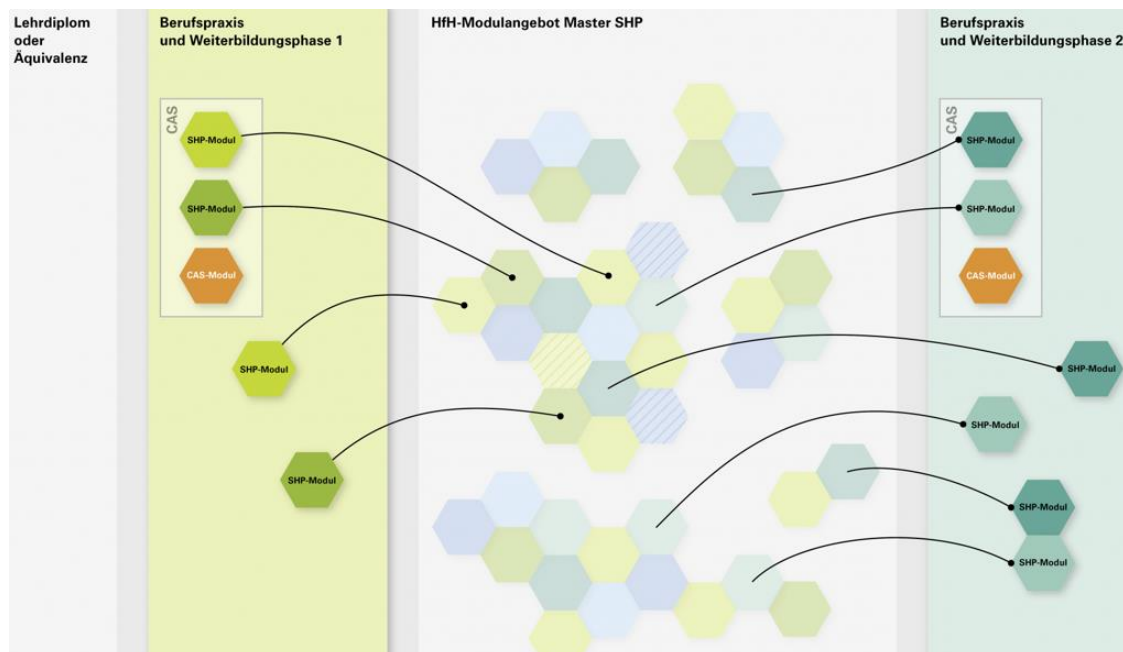 Lehrdiplom
oder
Äquivalenz
Berufspraxis
und Weiterbildungsphase 1
HfH-Modulangebot Master SHP
Berufspraxis
und Weiterbildungsphase 2
CAS
SHP-Modul
SHP-Modul
CAS-Modul
SHP-Modul
SHP-Modul
CAS
SHP-Modul
SHP-Modul
CAS-Modul
SHP-Modul
SHP-Modul
SHP-Modul
SHP-Modul